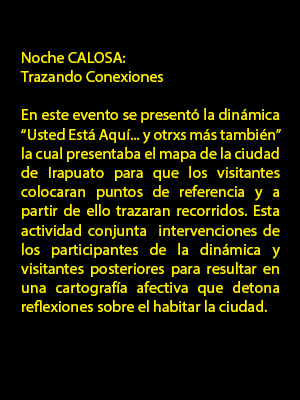 Noche CALOSA:
Trazando Conexiones
En este evento se presentó la dinámica
“Usted Está Aquí... y otrxs más también”
la cual presentaba el mapa de la ciudad
de Irapuato para que los visitantes
colocaran puntos de referencia y a
partir de ello trazaran recorridos. Esta
actividad conjunta intervenciones de
los participantes de la dinámica y
visitantes posteriores para resultar en
una cartografía afectiva que detona
reflexiones sobre el habitar la ciudad.